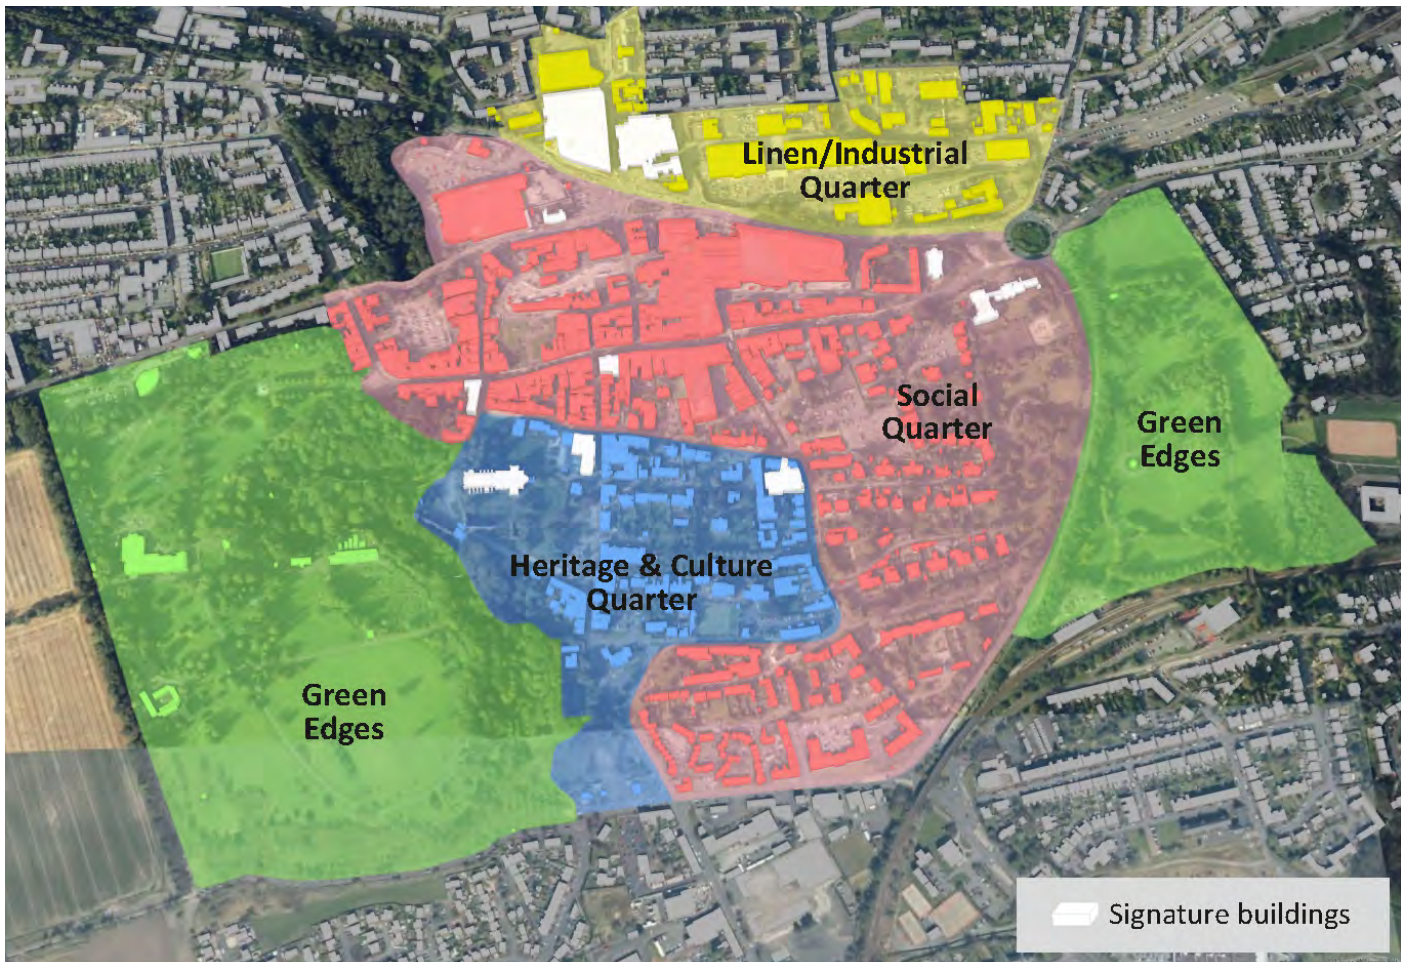 Linen/Industrial
Quarter
Social
Quarter
Green
Edges
Heritage & Culture
Quarter
Green
Edges
Signature buildings